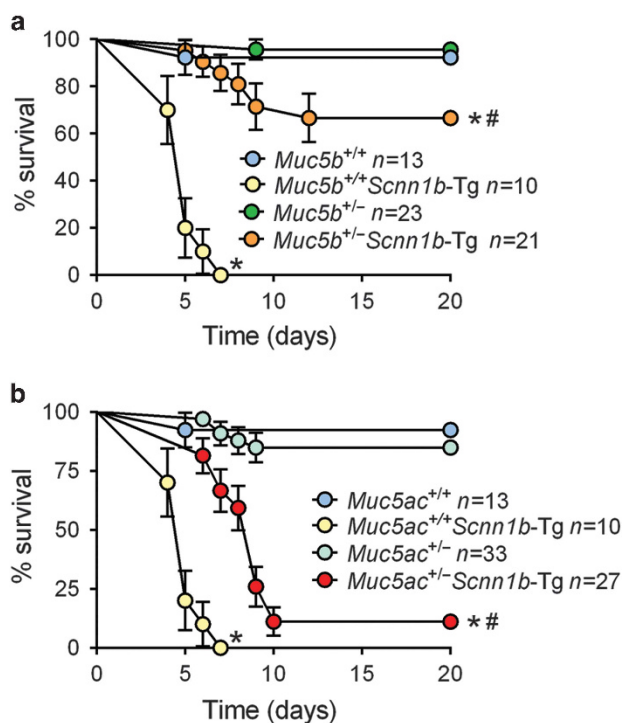 a
100
80
60
40
20
0
% survival
* #
Muc5b+/+ n=13
Muc5b+/+Scnn1b-Tg n=10
Muc5b+/- n=23
Muc5b+/-Scnn1b-Tg n=21
*
0 5 10 15 20
Time (days)
b
100
75
50
25
0
% survival
Muc5ac+/+ n=13
Muc5ac+/+Scnn1b-Tg n=10
Muc5ac+/- n=33
Muc5ac+/-Scnn1b-Tg n=27
* #
*
0 5 10 15 20
Time (days)